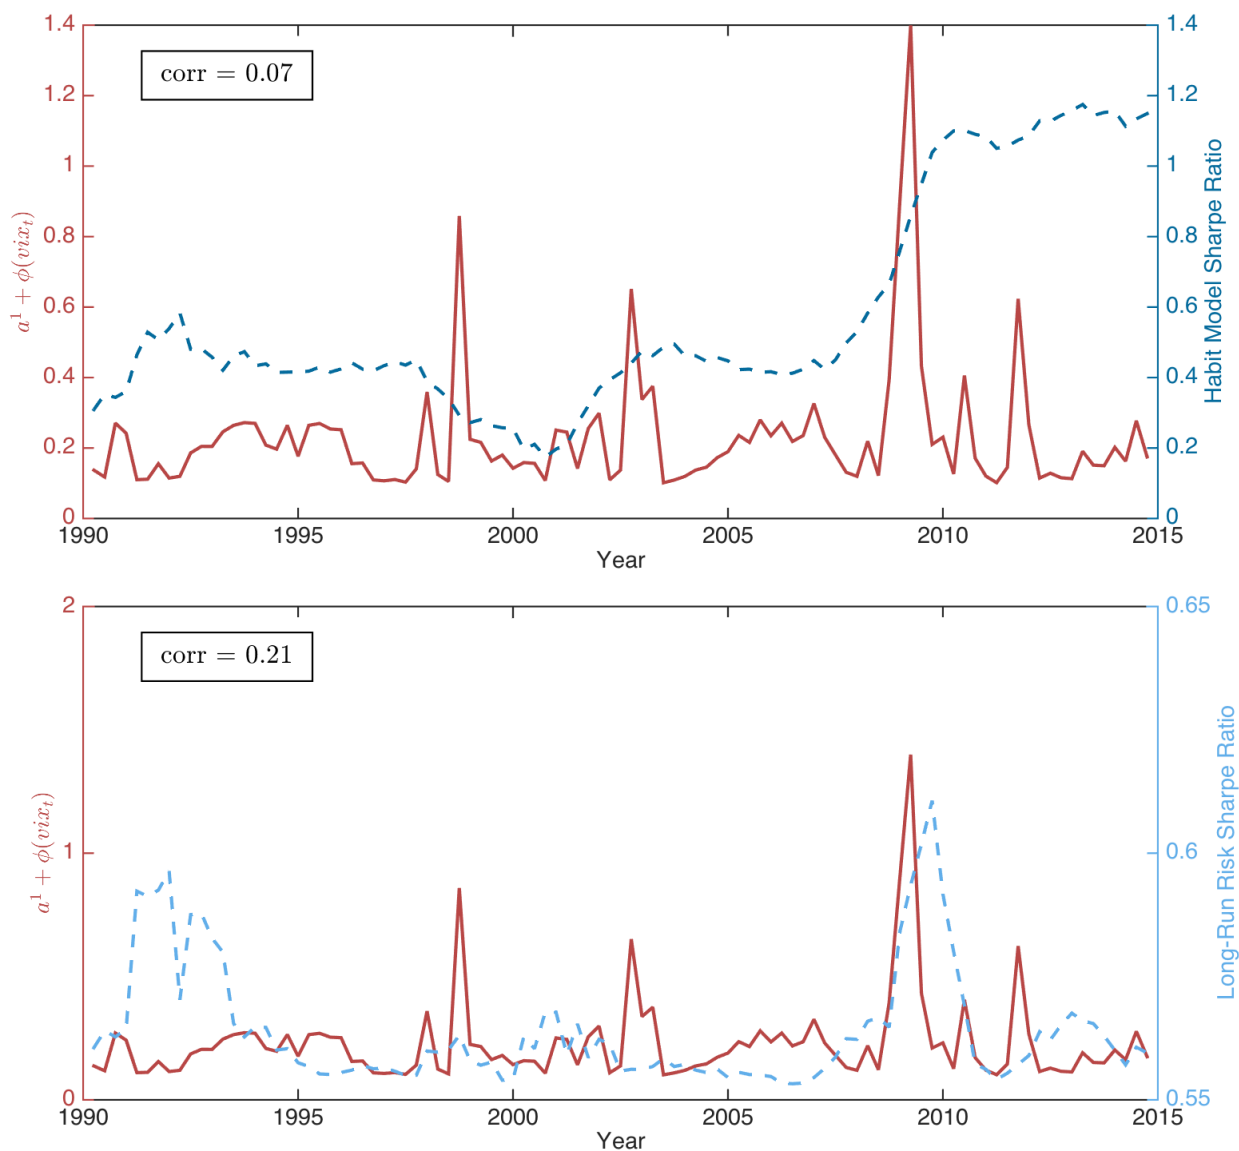 corr = 0.07
1.4
1.2
1
0.8
0.6
0.4
0.2
0
a¹ + ϕ(vixₜ)
1.4
1.2
1
0.8
0.6
0.4
0.2
0
Habit Model Sharpe Ratio
1990 1995 2000 2005 2010 2015
Year
corr = 0.21
2
1
0
a¹ + ϕ(vixₜ)
0.65
0.6
0.55
Long-Run Risk Sharpe Ratio
1990 1995 2000 2005 2010 2015
Year